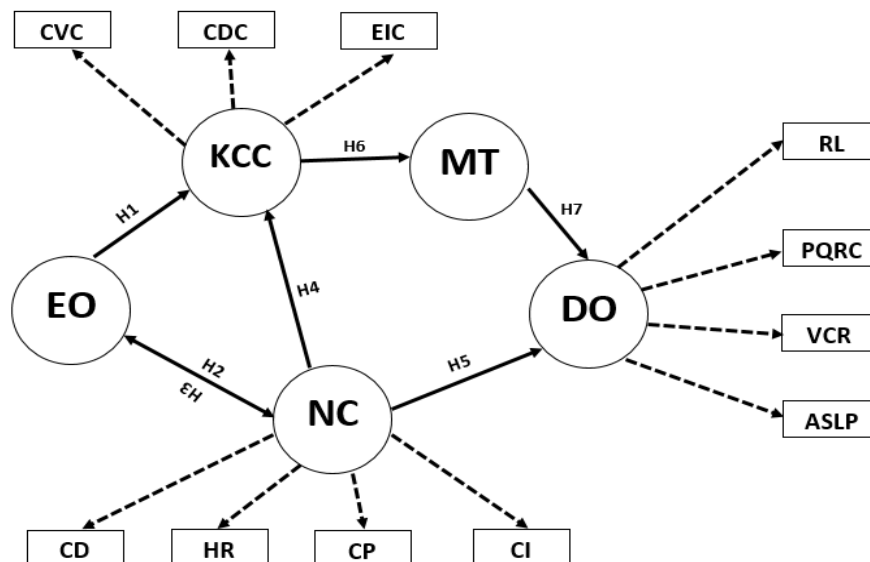 CVC
CDC
EIC
KCC
H6
MT
RL
H1
H7
PQRC
EO
H4
DO
H2
H3
H5
VCR
NC
ASLP
CD
HR
CP
CI